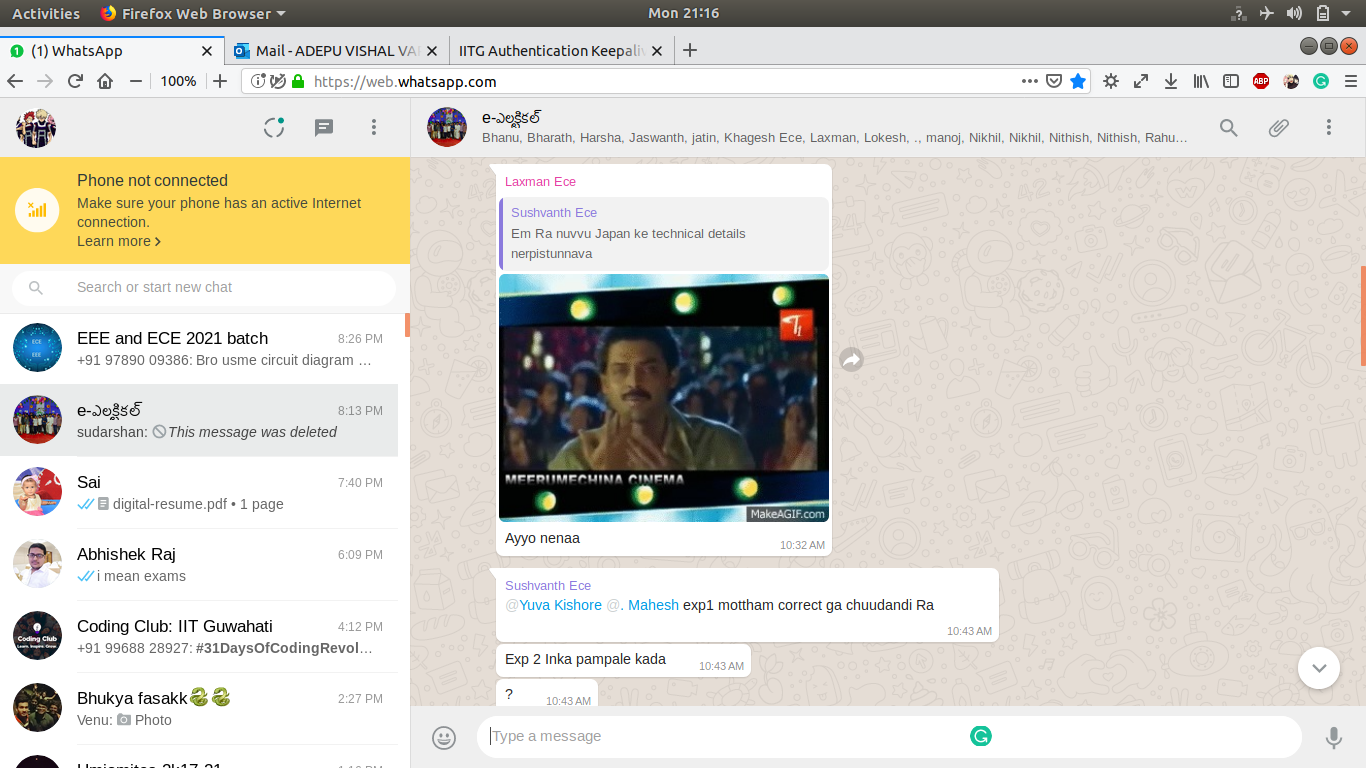 Activities
Firefox Web Browser
Mon 21:16
(1) WhatsApp
Mail - ADEPU VISHAL VA
IITG Authentication Keepaliv
100%
https://web.whatsapp.com
ABP
e-ఎలక్ట్రికల్
Bhanu, Bharath, Harsha, Jaswanth, jatin, Khagesh Ece, Laxman, Lokesh, ., manoj, Nikhil, Nikhil, Nithish, Nithish, Rahu…
Phone not connected
Make sure your phone has an active Internet
connection.
Learn more
Search or start new chat
EEE and ECE 2021 batch
8:26 PM
+91 97890 09386: Bro usme circuit diagram …
e-ఎలక్ట్రికల్
8:13 PM
sudarshan: This message was deleted
Sai
7:40 PM
digital-resume.pdf • 1 page
Abhishek Raj
6:09 PM
i mean exams
Coding Club: IIT Guwahati
4:12 PM
+91 99688 28927: #31DaysOfCodingRevol…
Coding Club
Bhukya fasakk🐍🐍
2:27 PM
Venu: Photo
Laxman Ece
Sushvanth Ece
Em Ra nuvvu Japan ke technical details
nerpistunnava
T1
MEERUMECHINA CINEMA
MakeAGIF.com
Ayyo nenaa
10:32 AM
Sushvanth Ece
@Yuva Kishore @. Mahesh exp1 mottham correct ga chuudandi Ra
10:43 AM
Exp 2 Inka pampale kada
10:43 AM
?
10:43 AM
Type a message